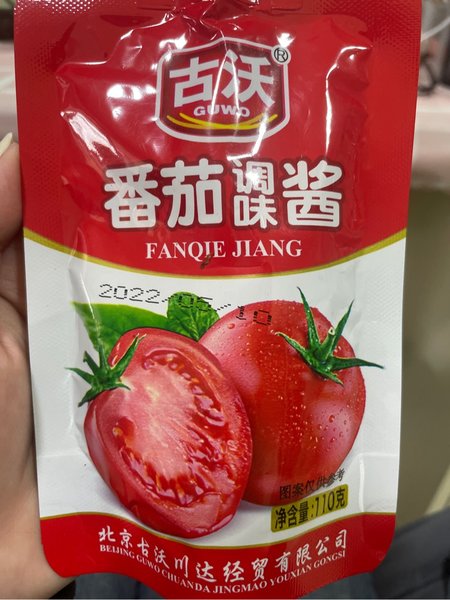 古沃®
GUWO
番茄调味酱
FANQIE JIANG
2022/05
图案仅供参考
净含量:110克
北京古沃川达经贸有限公司
BEIJING GUWO CHUANDA JINGMAO YOUXIAN GONGSI